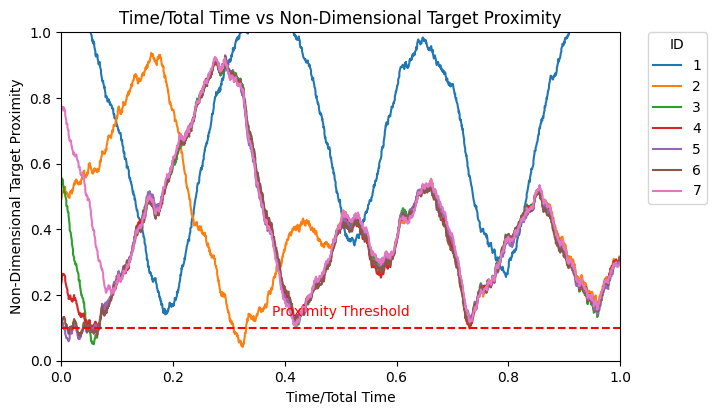 Time/Total Time vs Non-Dimensional Target Proximity
Non-Dimensional Target Proximity
1.0
0.8
0.6
0.4
0.2
0.0
Proximity Threshold
0.0 0.2 0.4 0.6 0.8 1.0
Time/Total Time
ID
1
2
3
4
5
6
7